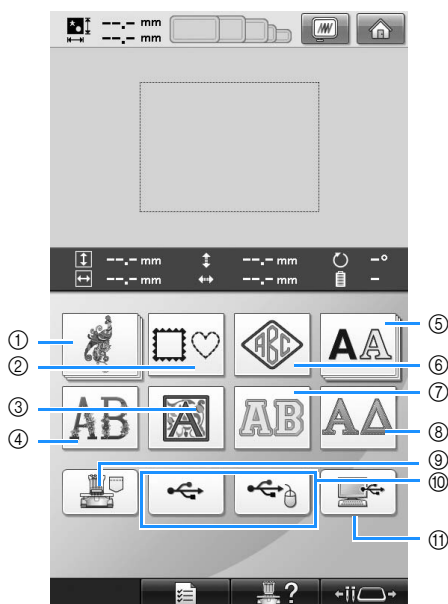 --.- mm
--.- mm
--.- mm --.- mm -°
--.- mm --.- mm -
① ABC AA ⑤
② ⑥
③ AB A AB AΔ ⑦
④ ⑧
⑨
⑩
⑪
?